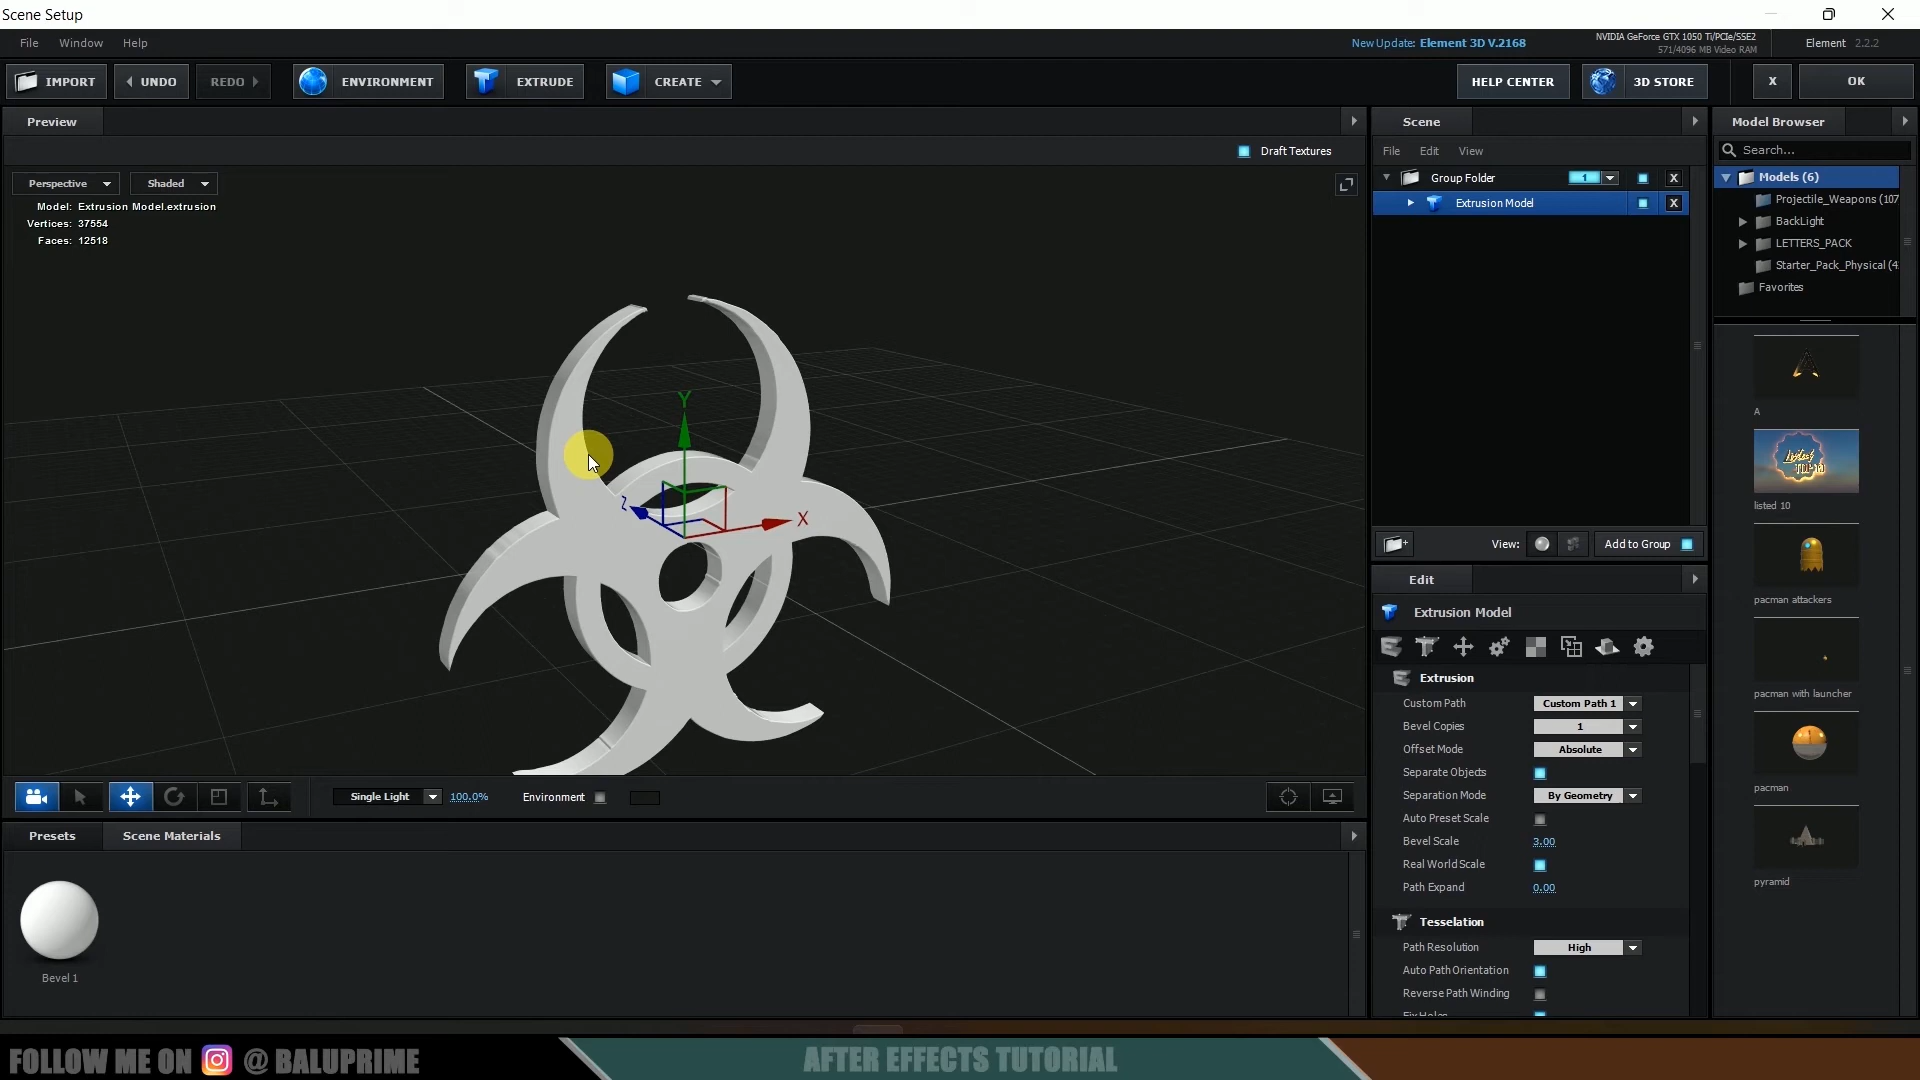 Scene Setup
File Window Help
New Update: Element 3D V.2168
NVIDIA GeForce GTX 1050 Ti/PCIe/SSE2
571/4096 MB Video RAM
Element 2.2.2
IMPORT UNDO REDO ENVIRONMENT EXTRUDE CREATE HELP CENTER 3D STORE X OK
Preview
Draft Textures
Perspective Shaded
Model: Extrusion Model.extrusion
Vertices: 37554
Faces: 12518
Y
Z
X
Single Light 100.0% Environment
Presets Scene Materials
Bevel 1
Scene
File Edit View
Group Folder 1 X
Extrusion Model X
View: Add to Group
Edit
Extrusion Model
Extrusion
Custom Path Custom Path 1
Bevel Copies 1
Offset Mode Absolute
Separate Objects
Separation Mode By Geometry
Auto Preset Scale
Bevel Scale 3.00
Real World Scale
Path Expand 0.00
Tesselation
Path Resolution High
Auto Path Orientation
Reverse Path Winding
Fix Holes
Model Browser
Search...
Models (6)
Projectile_Weapons (107
BackLight
LETTERS_PACK
Starter_Pack_Physical (4
Favorites
A
listed 10
pacman attackers
pacman with launcher
pacman
pyramid
FOLLOW ME ON @ BALUPRIME
AFTER EFFECTS TUTORIAL